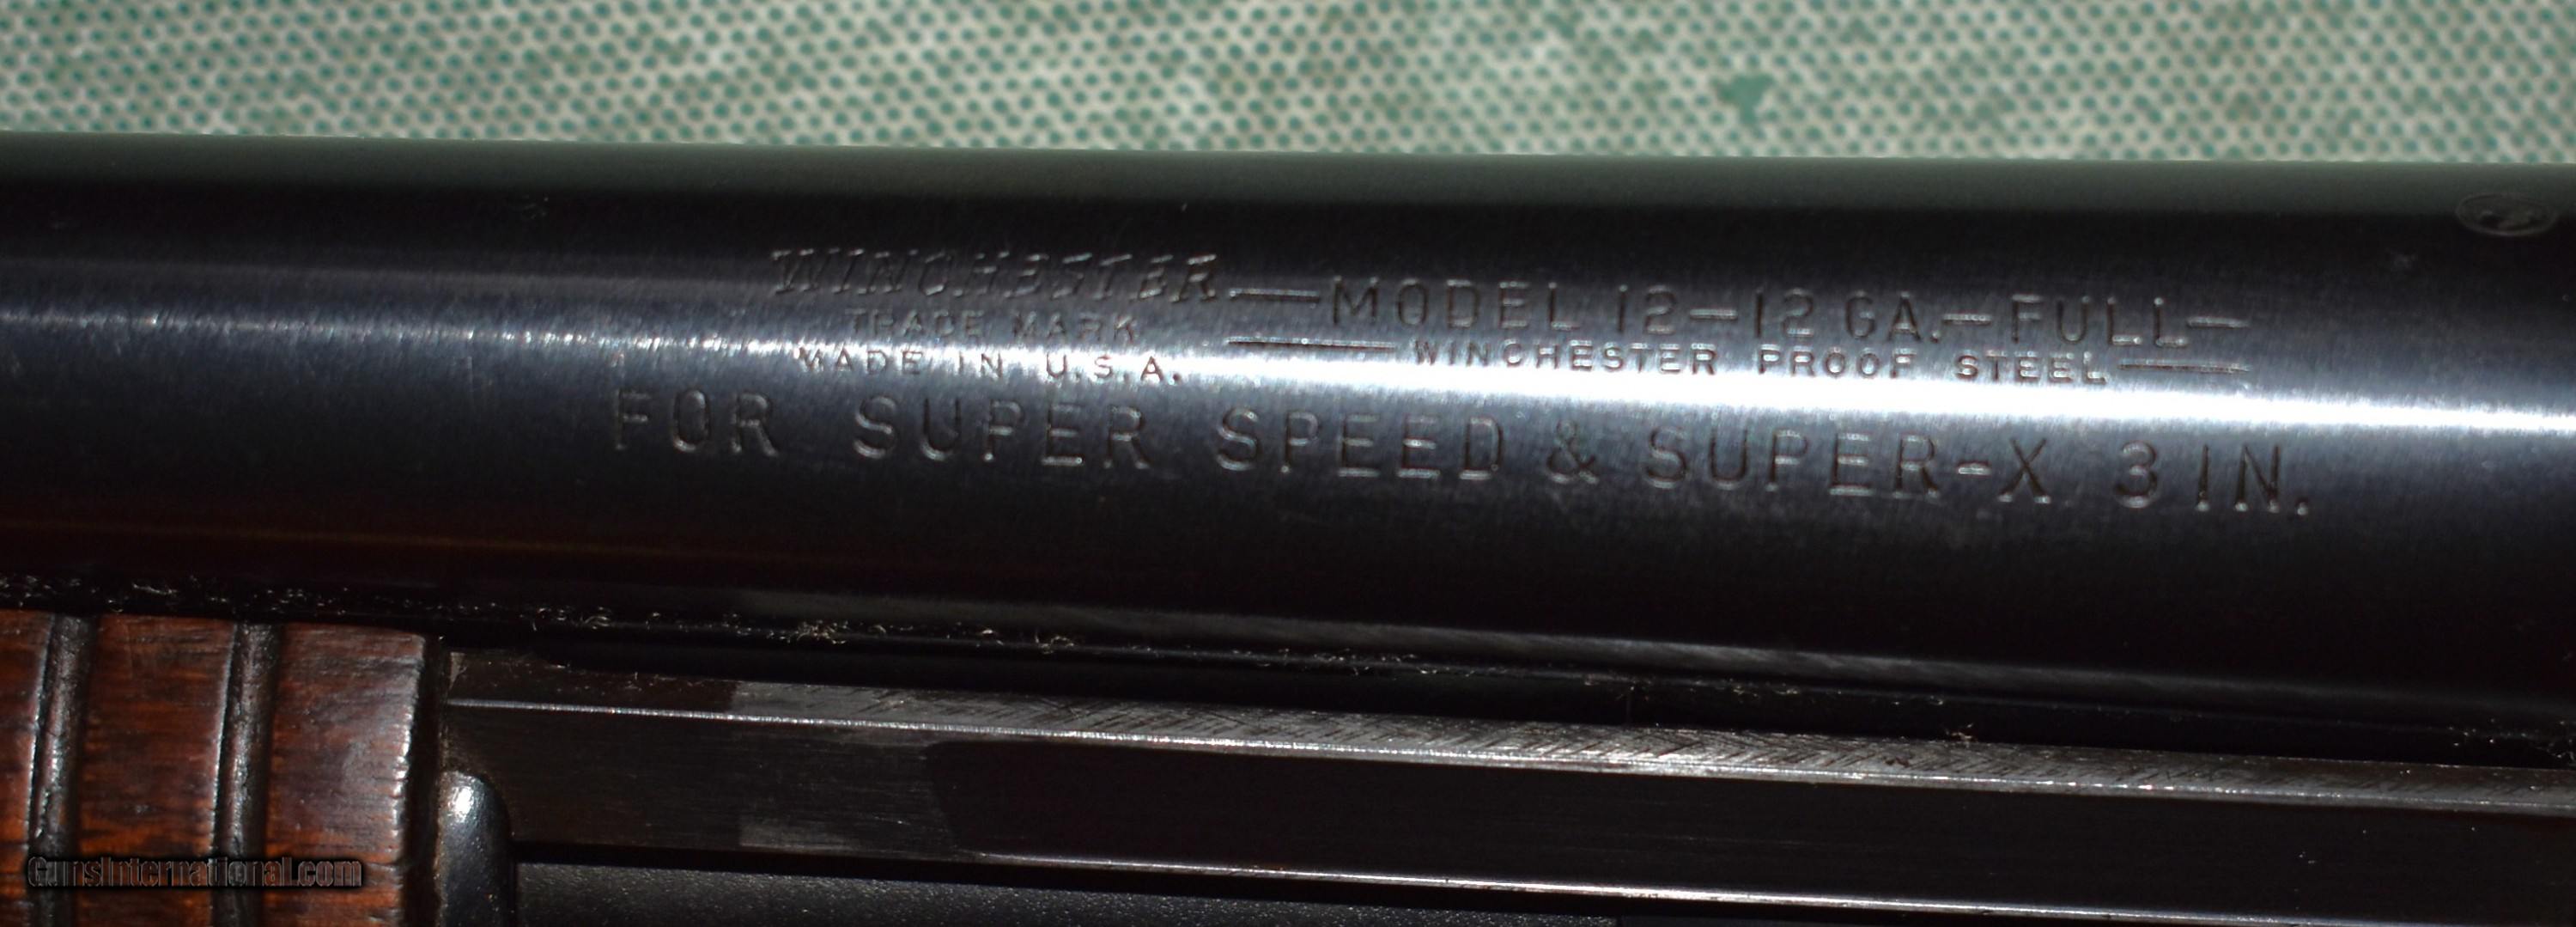 WINCHESTER —MODEL 12—12 GA.—FULL—
TRADE MARK
MADE IN U.S.A. —WINCHESTER PROOF STEEL—
FOR SUPER SPEED & SUPER-X 3 IN.
GunsInternational.com